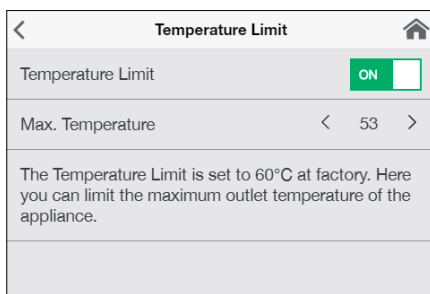 Temperature Limit
Temperature Limit
ON
Max. Temperature
< 53 >
The Temperature Limit is set to 60°C at factory. Here
you can limit the maximum outlet temperature of the
appliance.